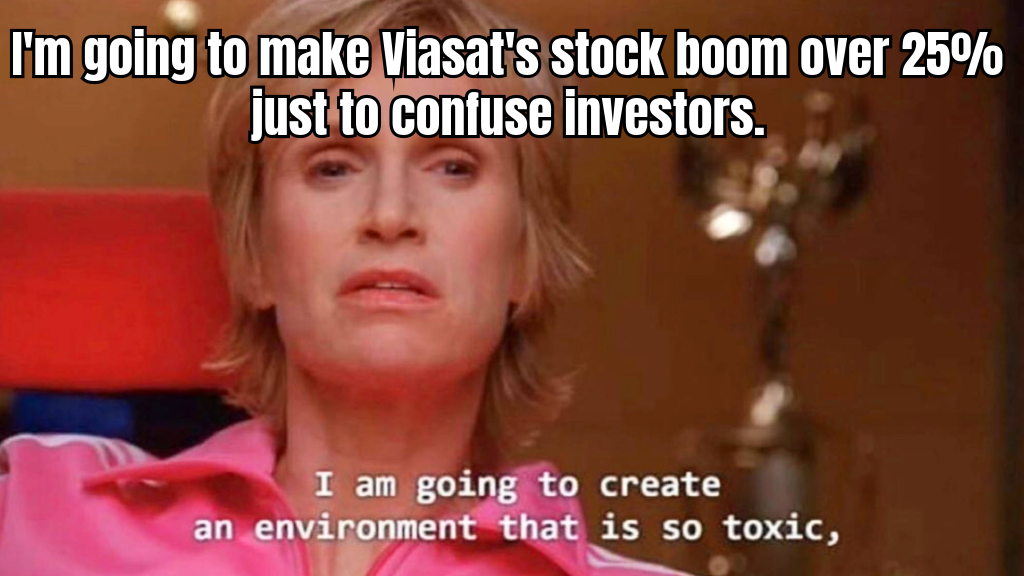 I'm going to make Viasat's stock boom over 25%
just to confuse investors.
I am going to create
an environment that is so toxic,